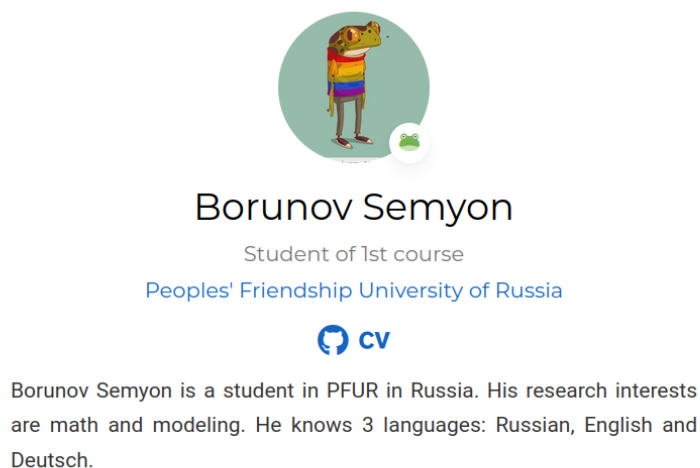 Borunov Semyon
Student of 1st course
Peoples' Friendship University of Russia
CV
Borunov Semyon is a student in PFUR in Russia. His research interests
are math and modeling. He knows 3 languages: Russian, English and
Deutsch.